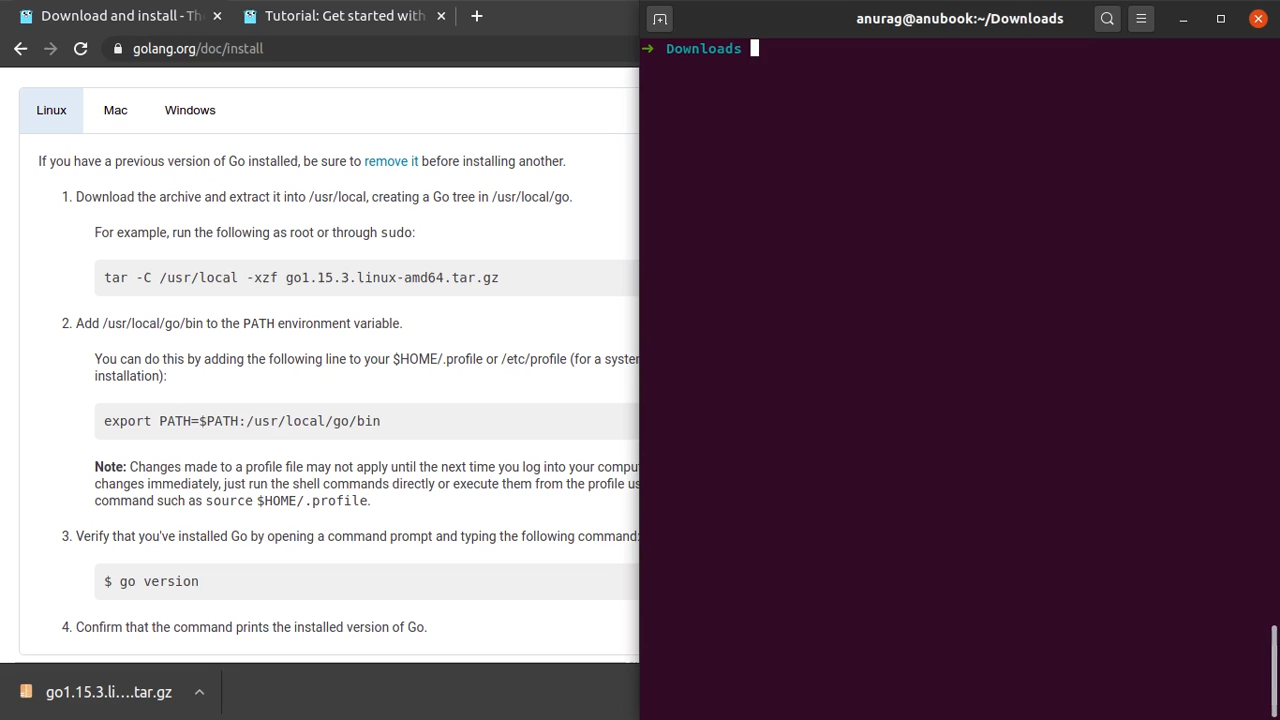 Download and install - Th
Tutorial: Get started with
golang.org/doc/install
Linux
Mac
Windows
If you have a previous version of Go installed, be sure to remove it before installing another.
1. Download the archive and extract it into /usr/local, creating a Go tree in /usr/local/go.
For example, run the following as root or through sudo:
tar -C /usr/local -xzf go1.15.3.linux-amd64.tar.gz
2. Add /usr/local/go/bin to the PATH environment variable.
You can do this by adding the following line to your $HOME/.profile or /etc/profile (for a syste
installation):
export PATH=$PATH:/usr/local/go/bin
Note: Changes made to a profile file may not apply until the next time you log into your compu
changes immediately, just run the shell commands directly or execute them from the profile us
command such as source $HOME/.profile.
3. Verify that you've installed Go by opening a command prompt and typing the following command:
$ go version
4. Confirm that the command prints the installed version of Go.
go1.15.3.li....tar.gz
anurag@anubook:~/Downloads
→ Downloads